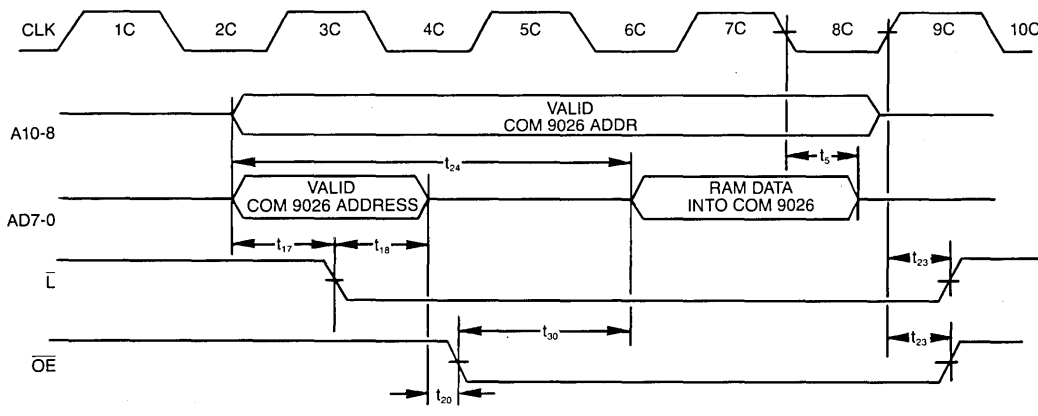 CLK 1C 2C 3C 4C 5C 6C 7C 8C 9C 10C
A10-8 VALID
COM 9026 ADDR
t24 t5
AD7-0 VALID
COM 9026 ADDRESS
RAM DATA
INTO COM 9026
t17 t18 t23
L
t30 t23
OE
t20